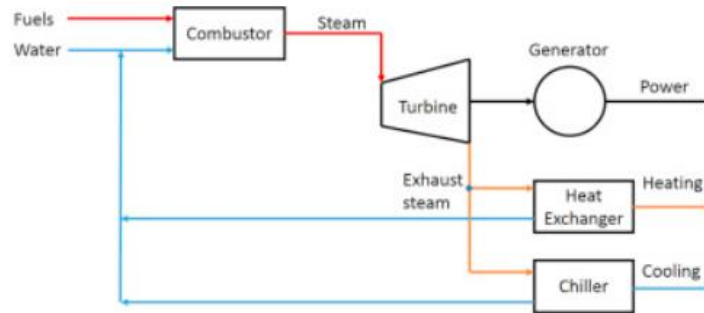 Fuels
Water
Combustor
Steam
Turbine
Generator
Power
Exhaust
steam
Heat
Exchanger
Heating
Chiller
Cooling